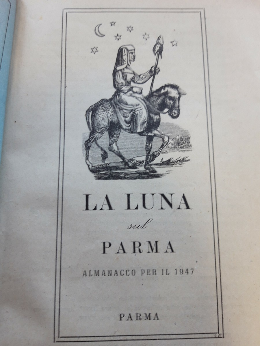 LA LUNA
sul
PARMA
ALMANACCO PER IL 1947
PARMA